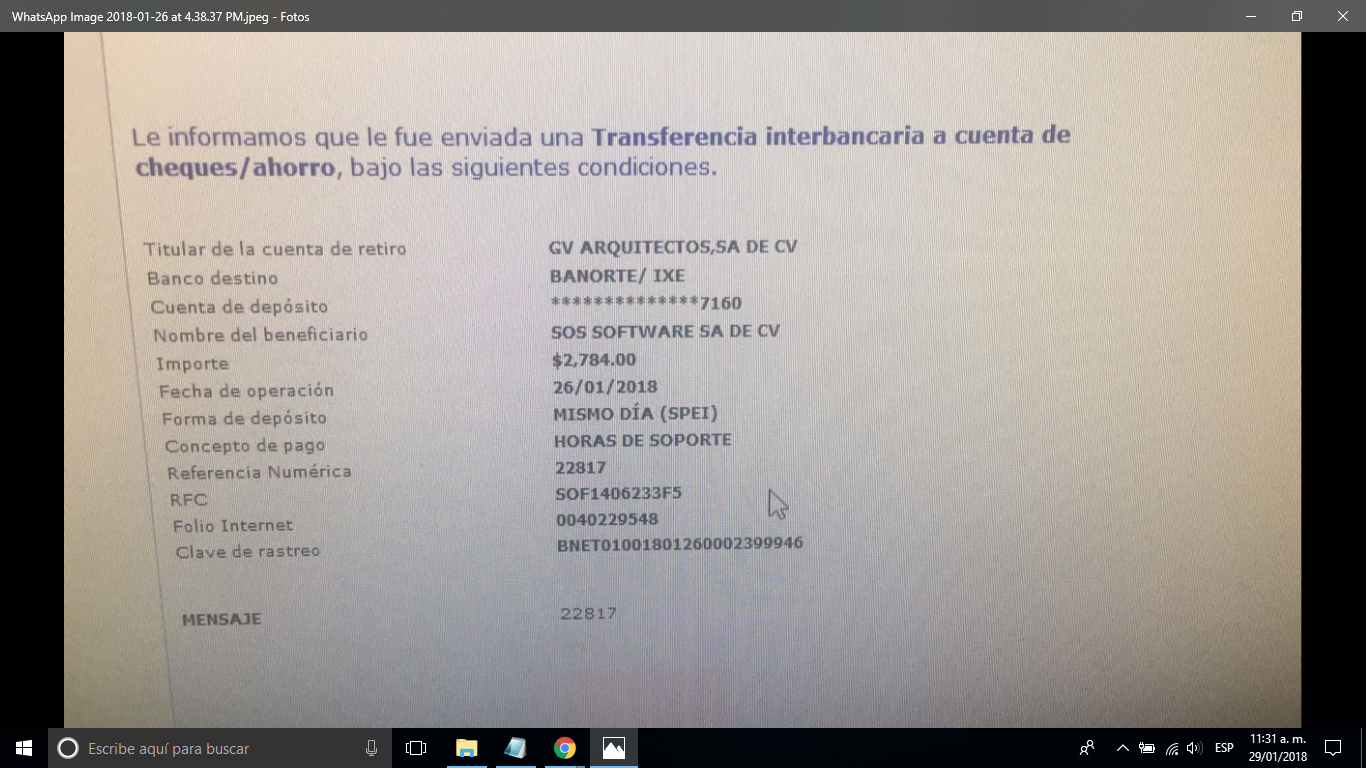 WhatsApp Image 2018-01-26 at 4.38.37 PM.jpeg - Fotos
Le informamos que le fue enviada una Transferencia interbancaria a cuenta de
cheques/ahorro, bajo las siguientes condiciones.
Titular de la cuenta de retiro GV ARQUITECTOS,SA DE CV
Banco destino BANORTE/ IXE
Cuenta de depósito **************7160
Nombre del beneficiario SOS SOFTWARE SA DE CV
Importe $2,784.00
Fecha de operación 26/01/2018
Forma de depósito MISMO DÍA (SPEI)
Concepto de pago HORAS DE SOPORTE
Referencia Numérica 22817
RFC SOF1406233F5
Folio Internet 0040229548
Clave de rastreo BNET01001801260002399946
MENSAJE 22817
Escribe aquí para buscar
ESP
11:31 a. m.
29/01/2018